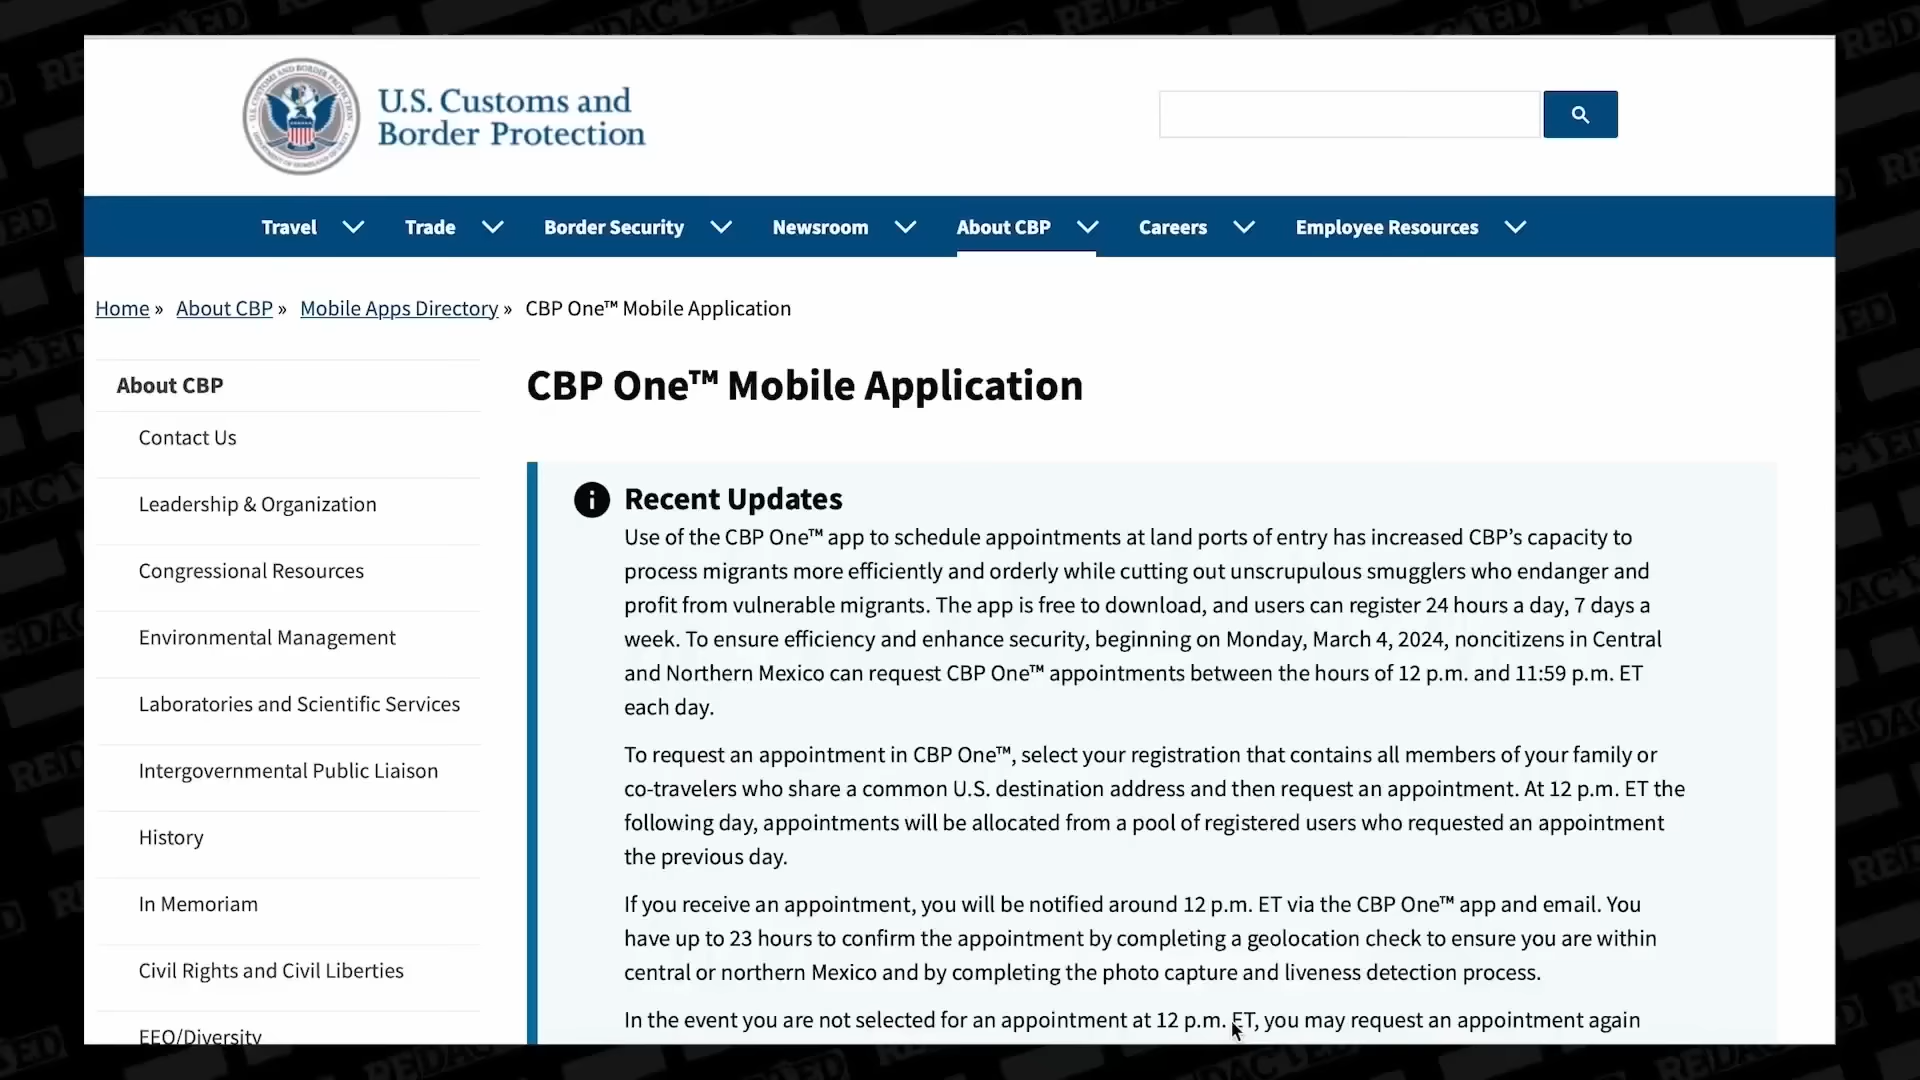 U.S. Customs and
Border Protection
Travel
Trade
Border Security
Newsroom
About CBP
Careers
Employee Resources
Home » About CBP » Mobile Apps Directory » CBP One™ Mobile Application
About CBP
Contact Us
Leadership & Organization
Congressional Resources
Environmental Management
Laboratories and Scientific Services
Intergovernmental Public Liaison
History
In Memoriam
Civil Rights and Civil Liberties
EEO/Diversity
CBP One™ Mobile Application
Recent Updates
Use of the CBP One™ app to schedule appointments at land ports of entry has increased CBP’s capacity to
process migrants more efficiently and orderly while cutting out unscrupulous smugglers who endanger and
profit from vulnerable migrants. The app is free to download, and users can register 24 hours a day, 7 days a
week. To ensure efficiency and enhance security, beginning on Monday, March 4, 2024, noncitizens in Central
and Northern Mexico can request CBP One™ appointments between the hours of 12 p.m. and 11:59 p.m. ET
each day.
To request an appointment in CBP One™, select your registration that contains all members of your family or
co-travelers who share a common U.S. destination address and then request an appointment. At 12 p.m. ET the
following day, appointments will be allocated from a pool of registered users who requested an appointment
the previous day.
If you receive an appointment, you will be notified around 12 p.m. ET via the CBP One™ app and email. You
have up to 23 hours to confirm the appointment by completing a geolocation check to ensure you are within
central or northern Mexico and by completing the photo capture and liveness detection process.
In the event you are not selected for an appointment at 12 p.m. ET, you may request an appointment again